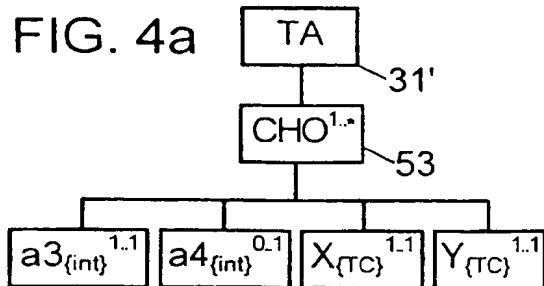 FIG. 4a
TA
31'
CHO1..*
53
a3{int}1..1 a4{int}0..1 X{TC}1..1 Y{TC}1..1